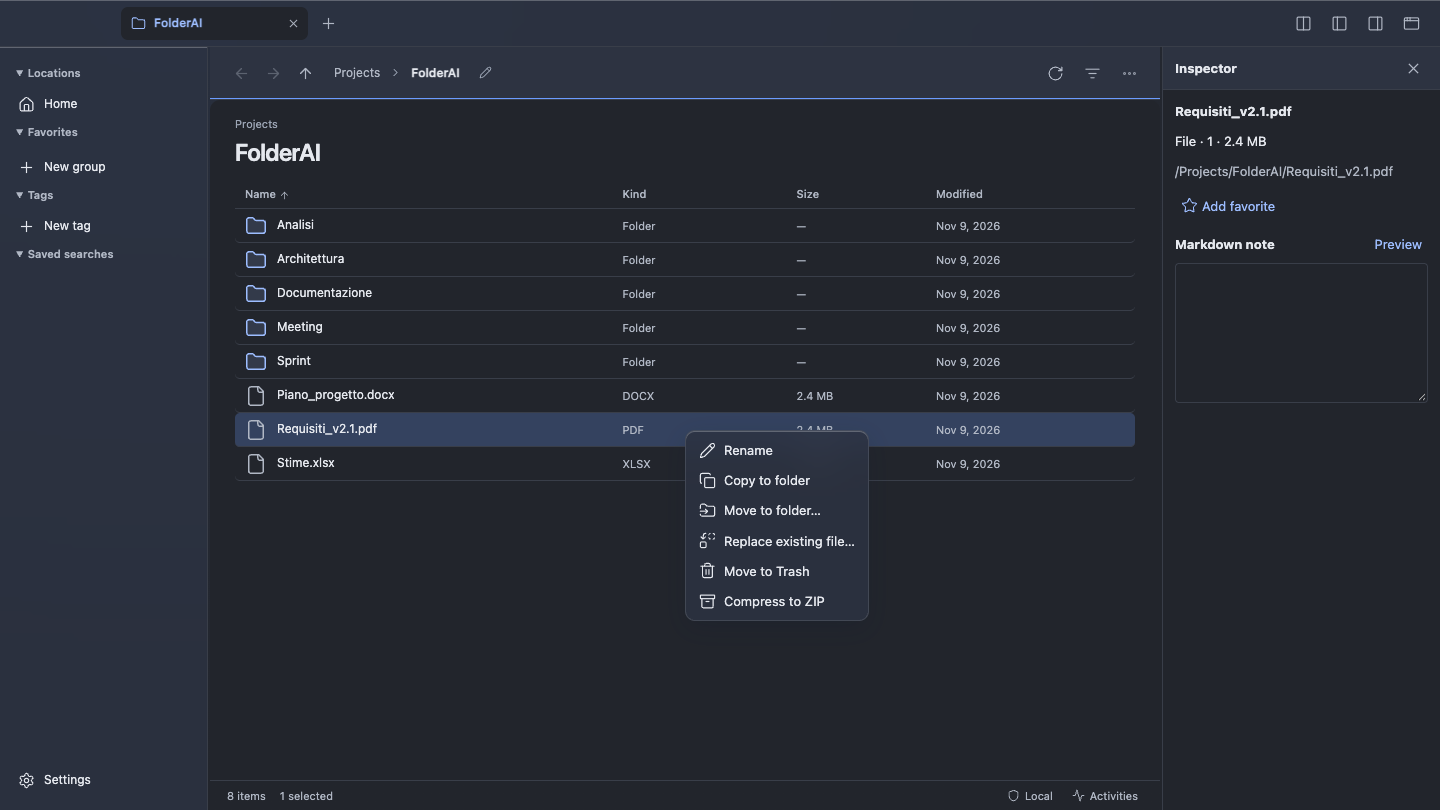 FolderAI
Locations
Home
Favorites
New group
Tags
New tag
Saved searches
Settings
Projects > FolderAI
Projects
FolderAI
Name ↑ Kind Size Modified
Analisi Folder — Nov 9, 2026
Architettura Folder — Nov 9, 2026
Documentazione Folder — Nov 9, 2026
Meeting Folder — Nov 9, 2026
Sprint Folder — Nov 9, 2026
Piano_progetto.docx DOCX 2.4 MB Nov 9, 2026
Requisiti_v2.1.pdf PDF 2.4 MB Nov 9, 2026
Stime.xlsx XLSX Nov 9, 2026
Rename
Copy to folder
Move to folder...
Replace existing file...
Move to Trash
Compress to ZIP
8 items 1 selected
Local Activities
Inspector
Requisiti_v2.1.pdf
File · 1 · 2.4 MB
/Projects/FolderAI/Requisiti_v2.1.pdf
Add favorite
Markdown note Preview